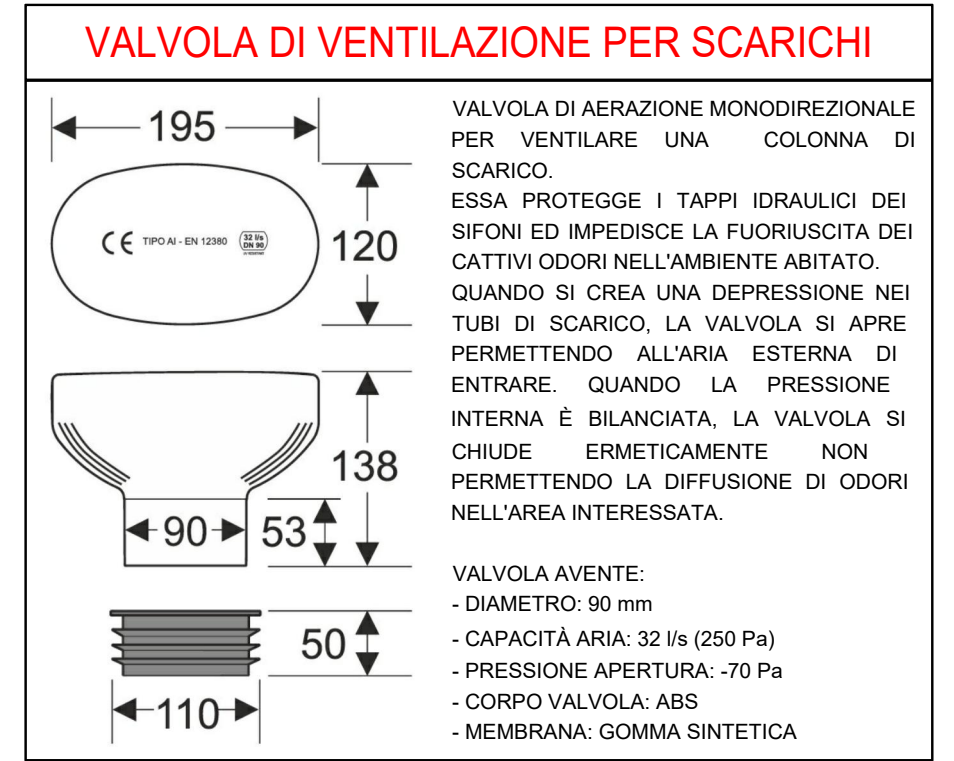 VALVOLA DI VENTILAZIONE PER SCARICHI
195
120
CE TIPO AI - EN 12380
32 l/s
DN 90
UV RESISTANT
138
90
53
50
110
VALVOLA DI AERAZIONE MONODIREZIONALE
PER VENTILARE UNA COLONNA DI
SCARICO.
ESSA PROTEGGE I TAPPI IDRAULICI DEI
SIFONI ED IMPEDISCE LA FUORIUSCITA DEI
CATTIVI ODORI NELL'AMBIENTE ABITATO.
QUANDO SI CREA UNA DEPRESSIONE NEI
TUBI DI SCARICO, LA VALVOLA SI APRE
PERMETTENDO ALL'ARIA ESTERNA DI
ENTRARE. QUANDO LA PRESSIONE
INTERNA È BILANCIATA, LA VALVOLA SI
CHIUDE ERMETICAMENTE NON
PERMETTENDO LA DIFFUSIONE DI ODORI
NELL'AREA INTERESSATA.
VALVOLA AVENTE:
- DIAMETRO: 90 mm
- CAPACITÀ ARIA: 32 l/s (250 Pa)
- PRESSIONE APERTURA: -70 Pa
- CORPO VALVOLA: ABS
- MEMBRANA: GOMMA SINTETICA